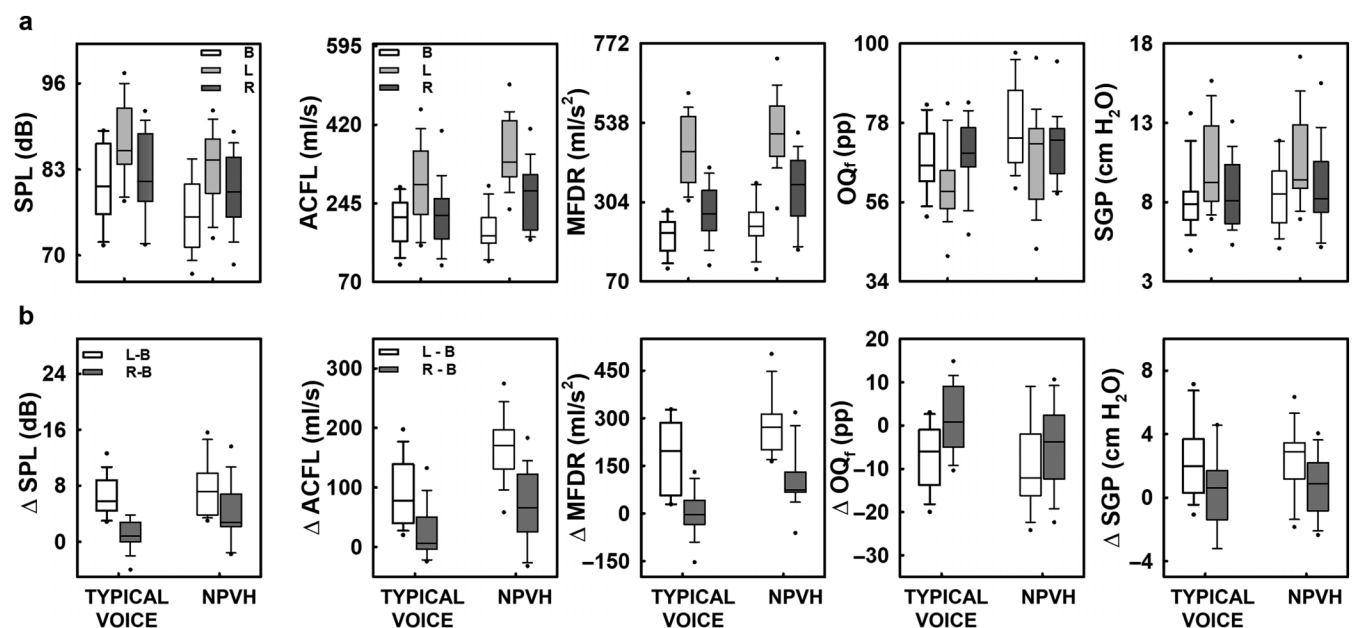 a
SPL (dB)
96
83
70
B
L
R
ACFL (ml/s)
595
420
245
70
B
L
R
MFDR (ml/s²)
772
538
304
70
OQf (pp)
100
78
56
34
SGP (cm H₂O)
18
13
8
3
b
Δ SPL (dB)
24
16
8
0
L-B
R-B
TYPICAL
VOICE
NPVH
Δ ACFL (ml/s)
300
200
100
0
L - B
R - B
TYPICAL
VOICE
NPVH
Δ MFDR (ml/s²)
450
300
150
0
−150
TYPICAL
VOICE
NPVH
Δ OQf (pp)
20
10
0
−10
−20
−30
TYPICAL
VOICE
NPVH
Δ SGP (cm H₂O)
8
4
0
−4
TYPICAL
VOICE
NPVH